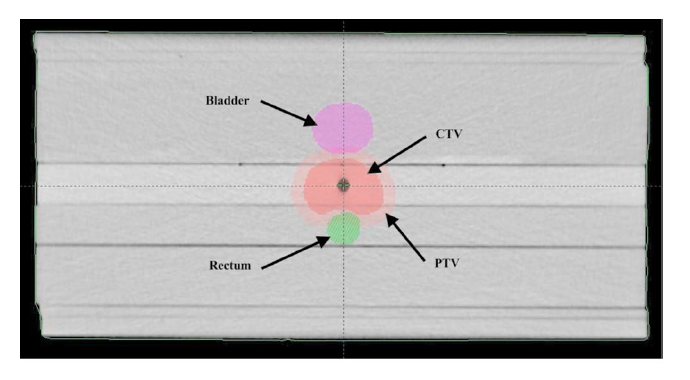 Bladder
CTV
Rectum
PTV